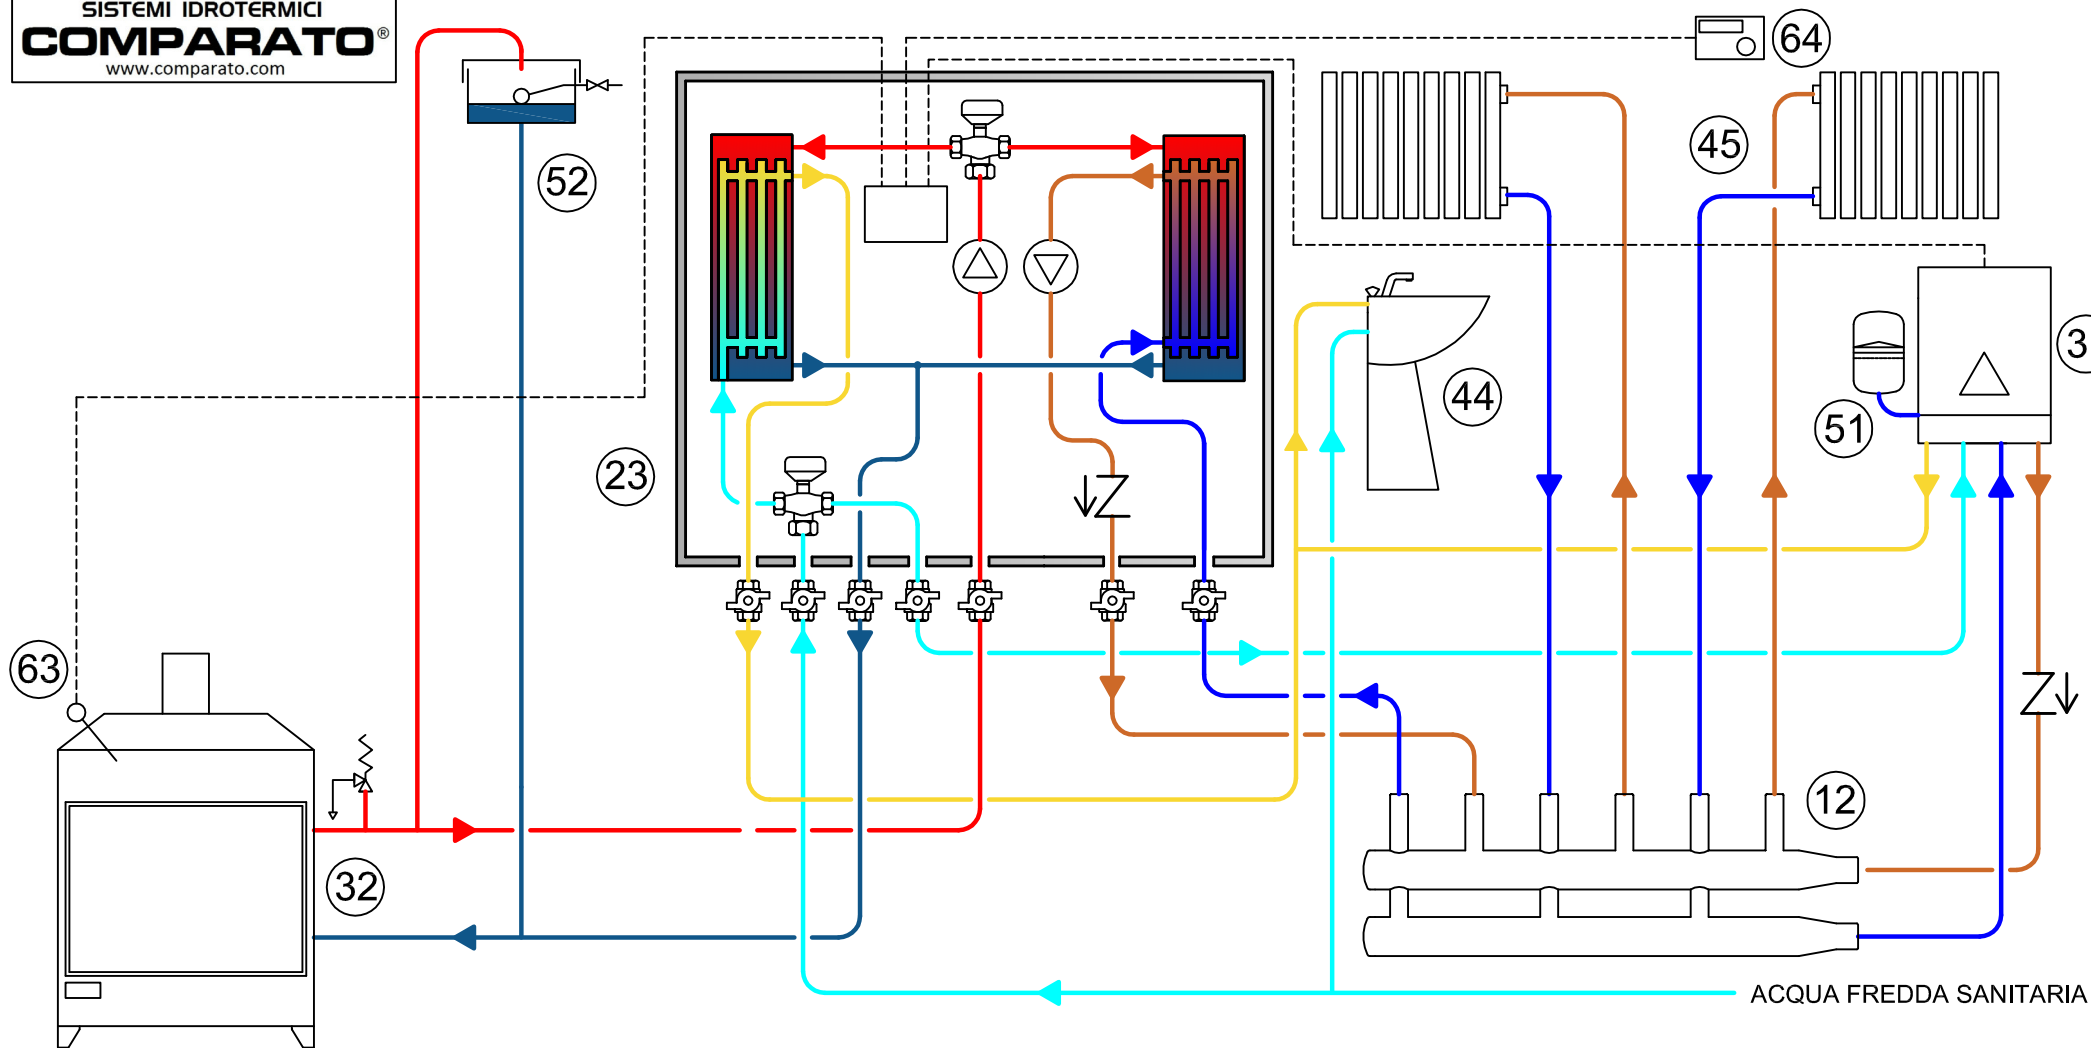 SISTEMI IDROTERMICI
COMPARATO®
www.comparato.com
64
45
52
3
44
51
23
63
12
32
ACQUA FREDDA SANITARIA